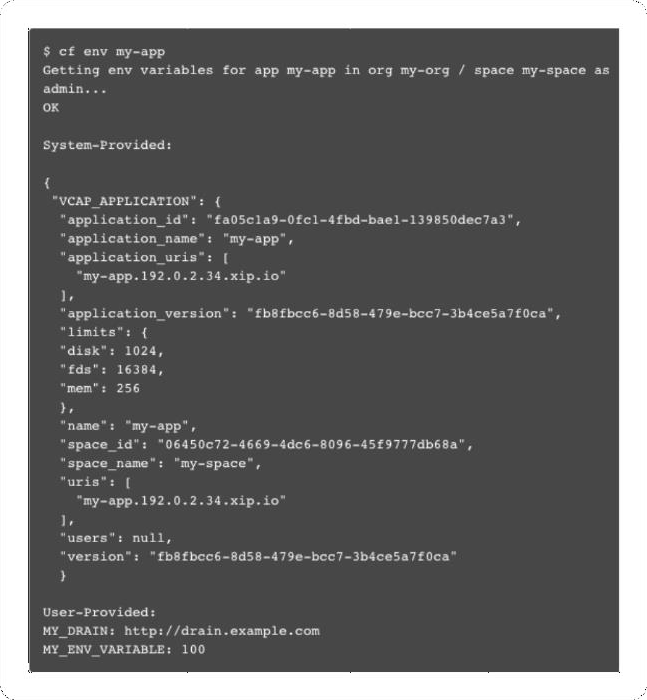 $ cf env my-app
Getting env variables for app my-app in org my-org / space my-space as
admin...
OK
System-Provided:
{
"VCAP_APPLICATION": {
"application_id": "fa05c1a9-0fc1-4fbd-bae1-139850dec7a3",
"application_name": "my-app",
"application_uris": [
"my-app.192.0.2.34.xip.io"
],
"application_version": "fb8fbcc6-8d58-479e-bcc7-3b4ce5a7f0ca",
"limits": {
"disk": 1024,
"fds": 16384,
"mem": 256
},
"name": "my-app",
"space_id": "06450c72-4669-4dc6-8096-45f9777db68a",
"space_name": "my-space",
"uris": [
"my-app.192.0.2.34.xip.io"
],
"users": null,
"version": "fb8fbcc6-8d58-479e-bcc7-3b4ce5a7f0ca"
}
User-Provided:
MY_DRAIN: http://drain.example.com
MY_ENV_VARIABLE: 100